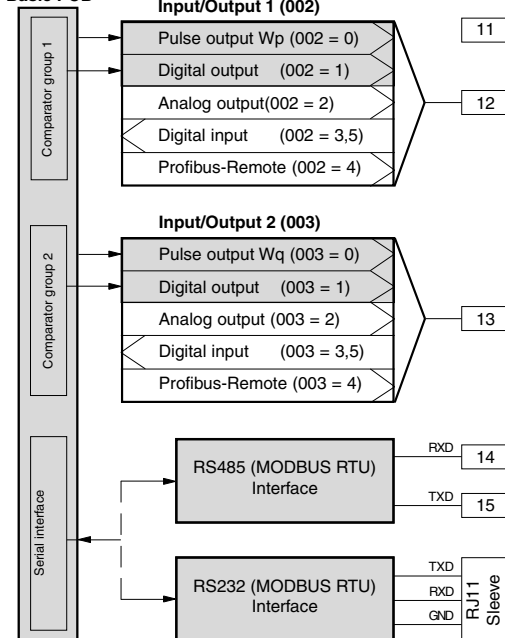 Input/Output 1 (002)
11
Comparator group 1
Pulse output Wp (002 = 0)
Digital output (002 = 1)
Analog output(002 = 2)
12
Digital input (002 = 3,5)
Profibus-Remote (002 = 4)
Input/Output 2 (003)
Comparator group 2
Pulse output Wq (003 = 0)
Digital output (003 = 1)
Analog output (003 = 2)
13
Digital input (003 = 3,5)
Profibus-Remote (003 = 4)
Serial interface
RS485 (MODBUS RTU)
Interface
RXD 14
TXD 15
RS232 (MODBUS RTU)
Interface
TXD
RXD
GND
RJ11
Sleeve